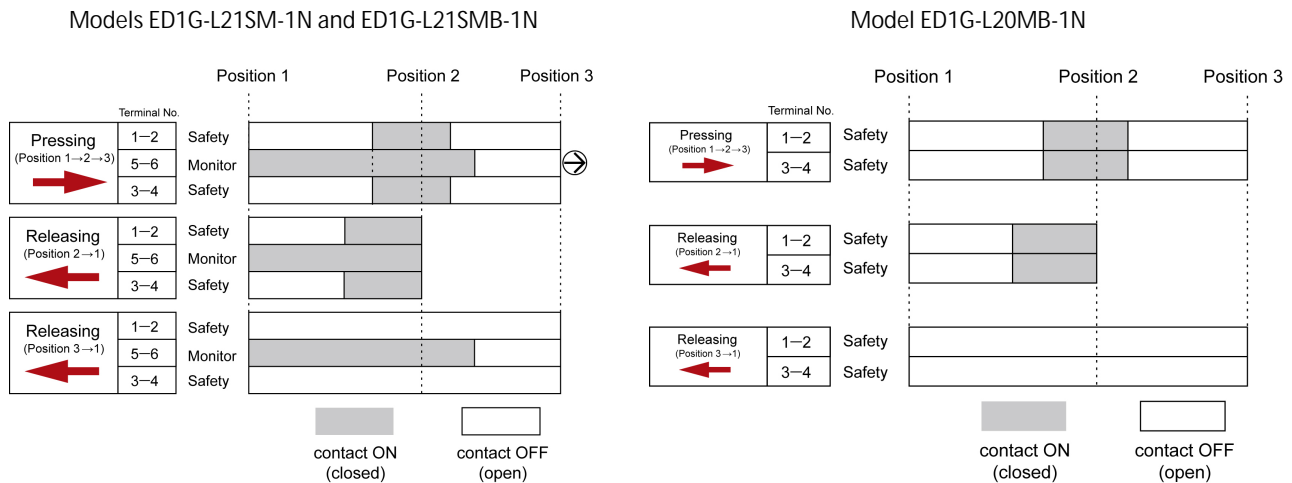 Models ED1G-L21SM-1N and ED1G-L21SMB-1N
Position 1 Position 2 Position 3
Terminal No.
Pressing
(Position 1→2→3)
1—2 Safety
5—6 Monitor
3—4 Safety
Releasing
(Position 2→1)
1—2 Safety
5—6 Monitor
3—4 Safety
Releasing
(Position 3→1)
1—2 Safety
5—6 Monitor
3—4 Safety
contact ON
(closed)
contact OFF
(open)
Model ED1G-L20MB-1N
Position 1 Position 2 Position 3
Terminal No.
Pressing
(Position 1→2→3)
1—2 Safety
3—4 Safety
Releasing
(Position 2→1)
1—2 Safety
3—4 Safety
Releasing
(Position 3→1)
1—2 Safety
3—4 Safety
contact ON
(closed)
contact OFF
(open)